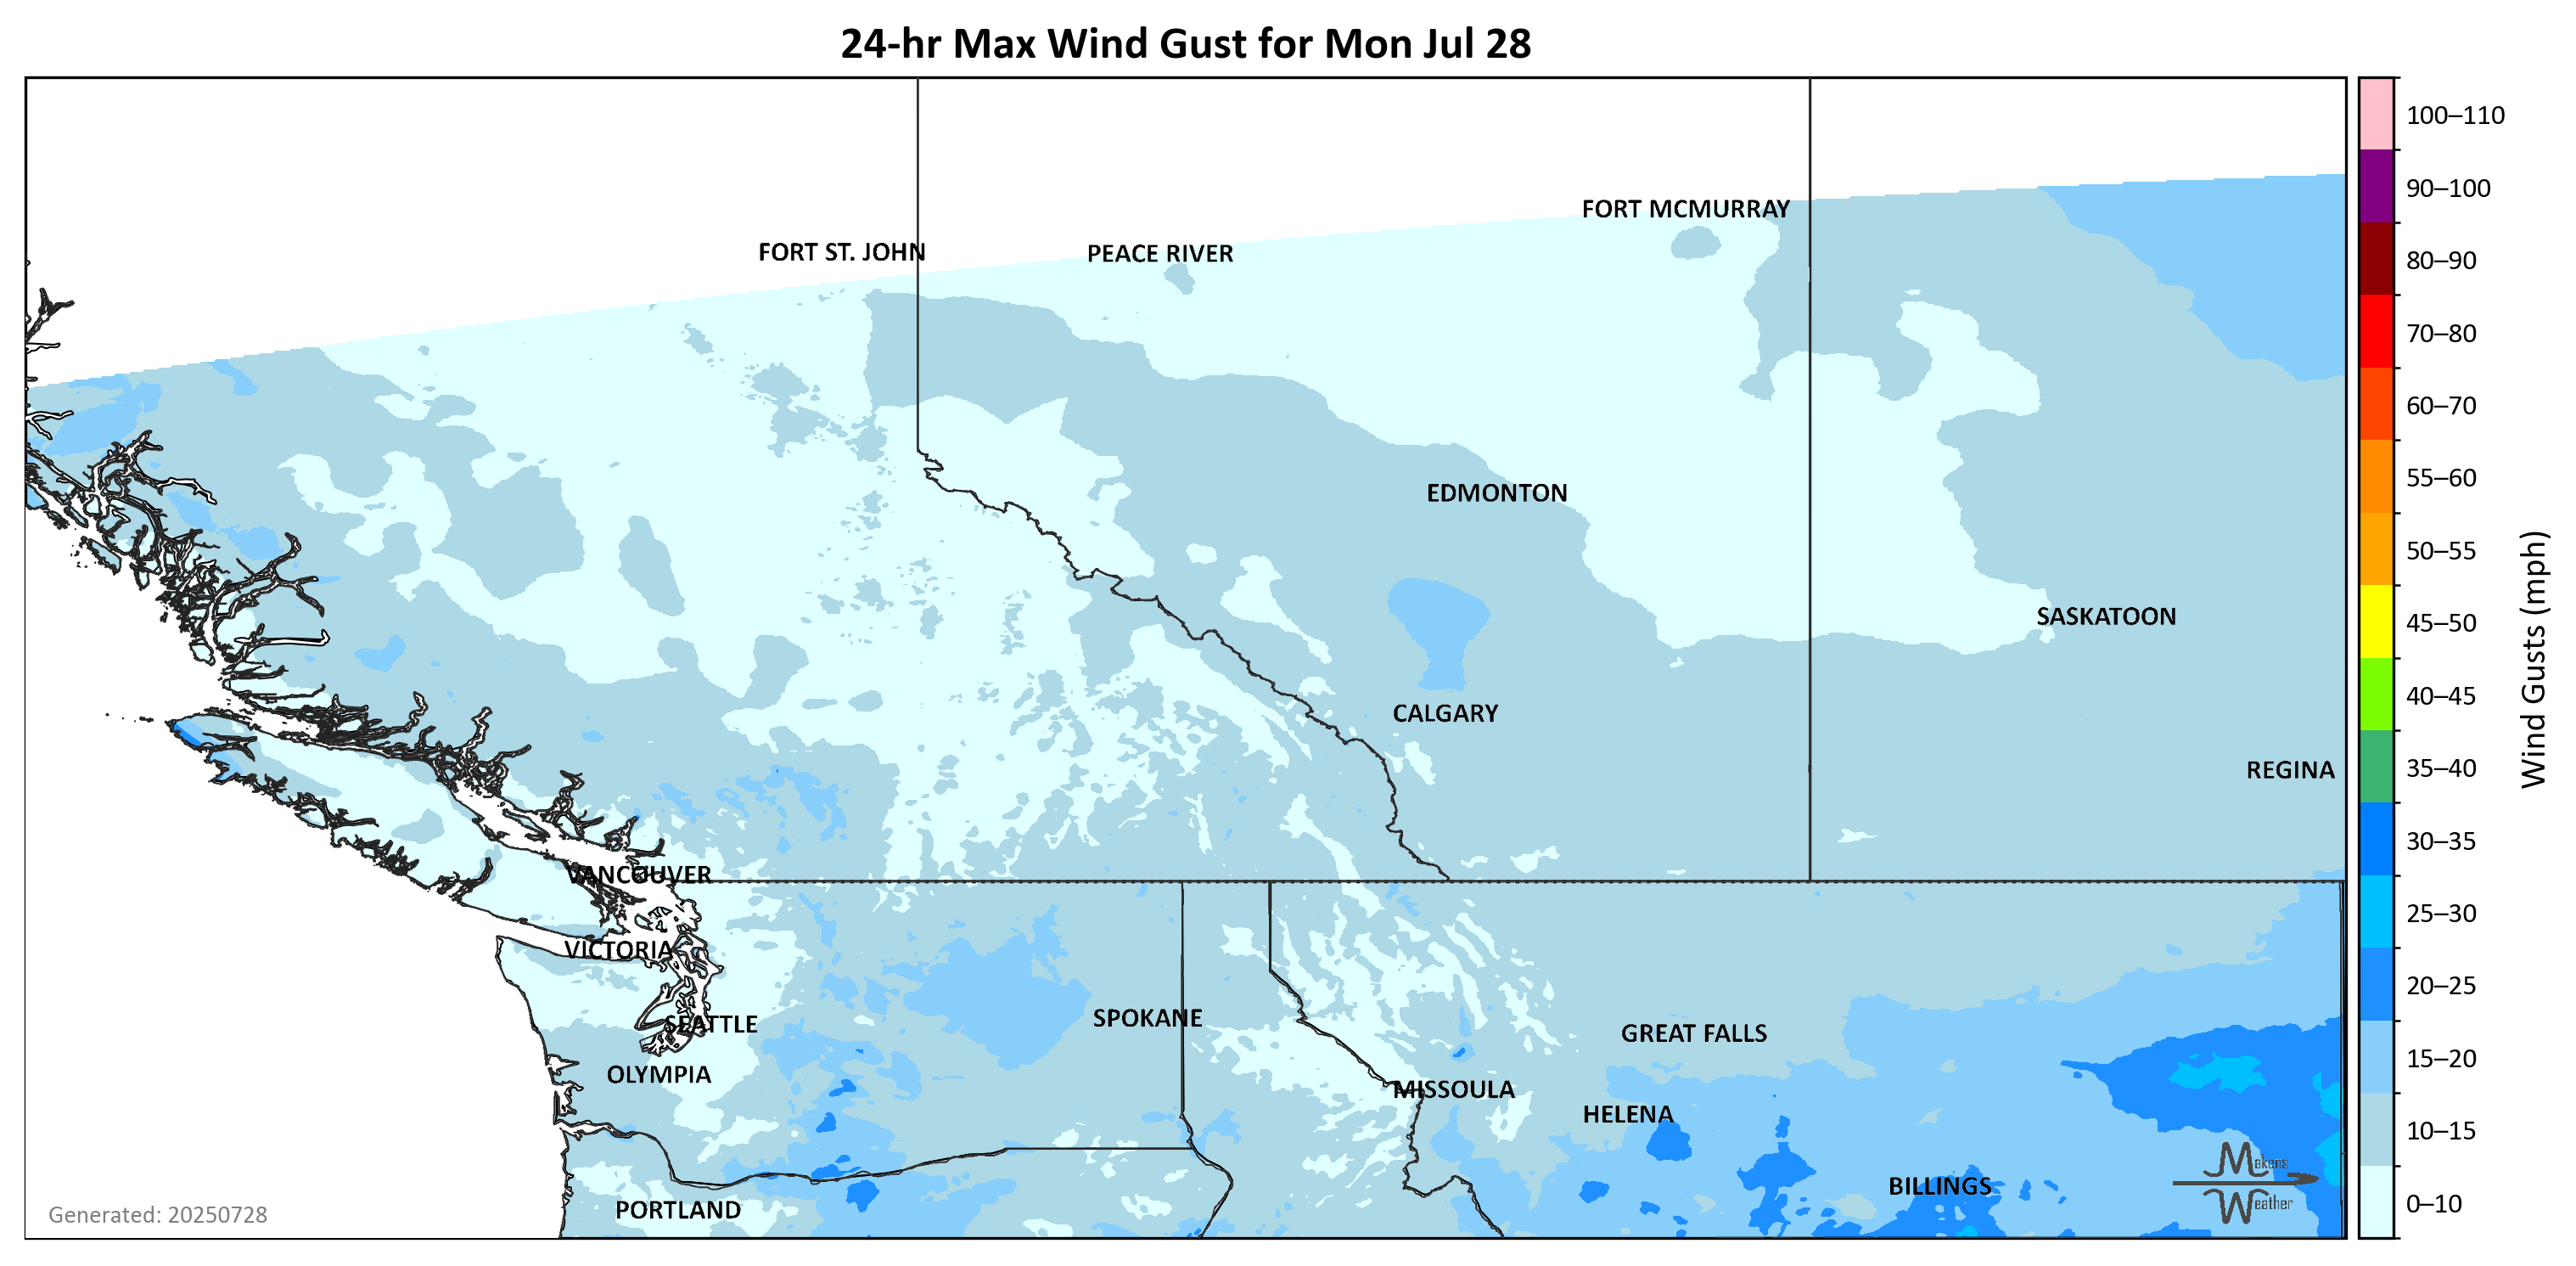 24-hr Max Wind Gust for Mon Jul 28
100–110
90–100
80–90
70–80
60–70
55–60
50–55
45–50
40–45
35–40
30–35
25–30
20–25
15–20
10–15
0–10
Wind Gusts (mph)
FORT MCMURRAY
FORT ST. JOHN
PEACE RIVER
EDMONTON
SASKATOON
CALGARY
REGINA
VANCOUVER
VICTORIA
SEATTLE
SPOKANE
GREAT FALLS
OLYMPIA
MISSOULA
HELENA
BILLINGS
PORTLAND
Makens
Weather
Generated: 20250728